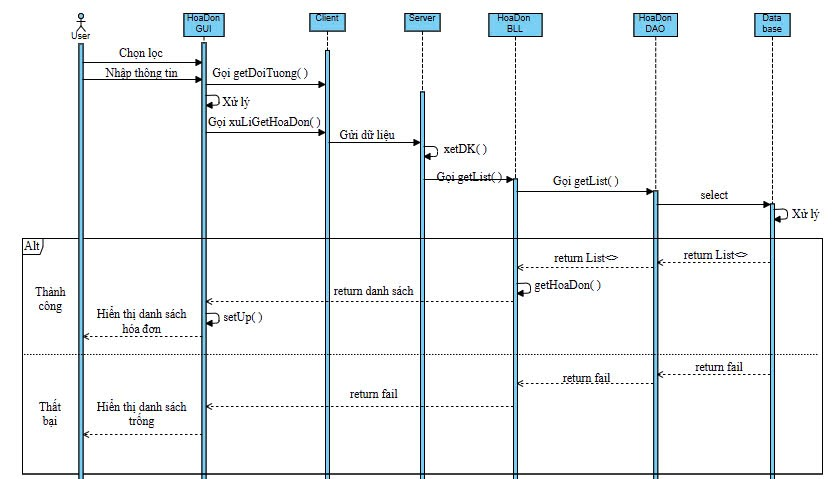 User
HoaDon
GUI
Client
Server
HoaDon
BLL
HoaDon
DAO
Data
base
Chọn lọc
Nhập thông tin
Gọi getDoiTuong( )
Xử lý
Gọi xuLiGetHoaDon( )
Gửi dữ liệu
xetDK( )
Gọi getList( )
Gọi getList( )
select
Xử lý
Alt
Thành
công
return List<>
return List<>
getHoaDon( )
return danh sách
setUp( )
Hiển thị danh sách
hóa đơn
return fail
return fail
return fail
Thất
bại
Hiển thị danh sách
trống